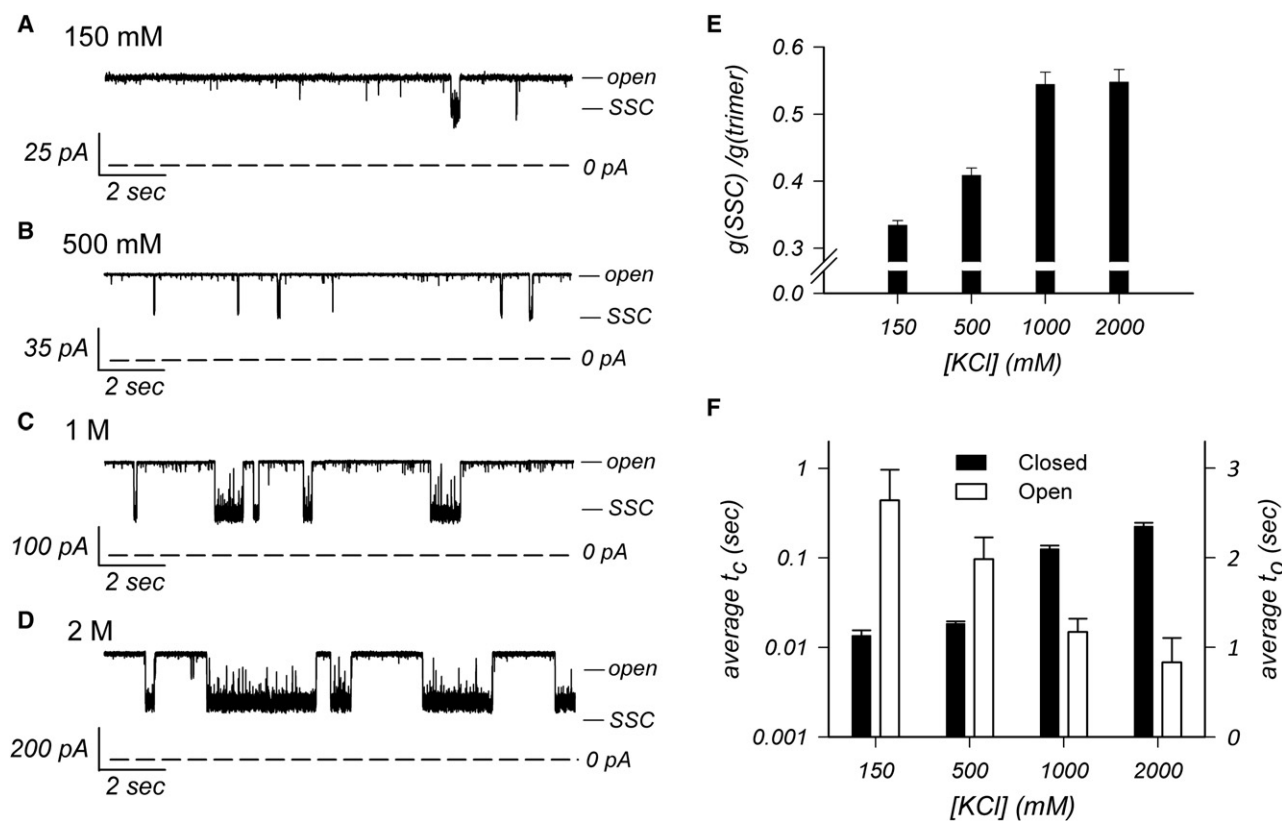 A 150 mM
open
SSC
25 pA
0 pA
2 sec
B 500 mM
open
SSC
35 pA
0 pA
2 sec
C 1 M
open
SSC
100 pA
0 pA
2 sec
D 2 M
open
SSC
200 pA
0 pA
2 sec
E
g(SSC) /g(trimer)
0.6
0.5
0.4
0.3
0.0
150 500 1000 2000
[KCl] (mM)
F
Closed
Open
average tC (sec)
1
0.1
0.01
0.001
average tO (sec)
3
2
1
0
150 500 1000 2000
[KCl] (mM)